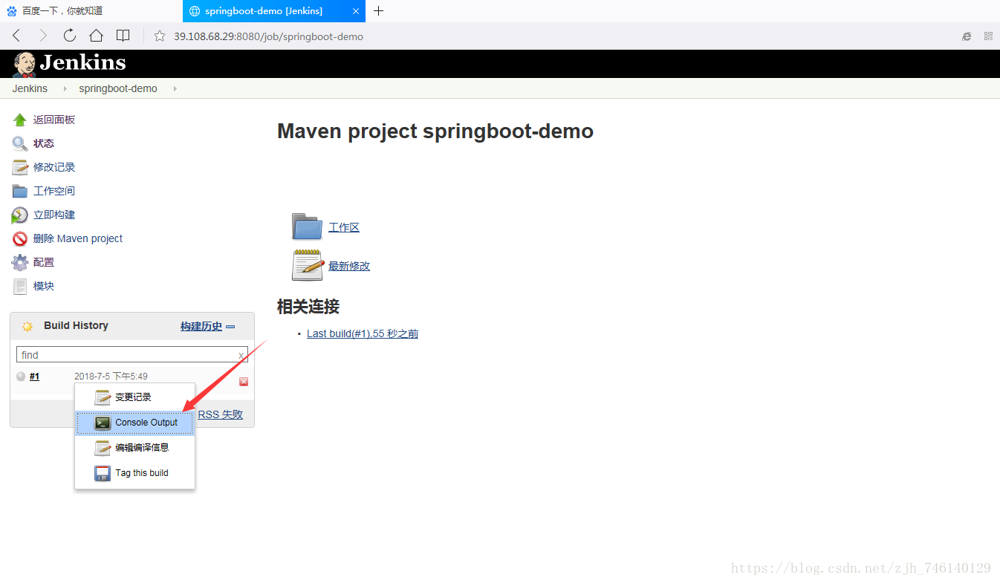 百度一下，你就知道
springboot-demo [Jenkins]
39.108.68.29:8080/job/springboot-demo
Jenkins
Jenkins springboot-demo
返回面板
状态
修改记录
工作空间
立即构建
删除 Maven project
配置
模块
Maven project springboot-demo
工作区
最新修改
相关连接
Last build(#1),55 秒之前
Build History 构建历史
find x
#1 2018-7-5 下午5:49
RSS 失败
变更记录
Console Output
编辑编译信息
Tag this build
https://blog.csdn.net/zjh_746140129